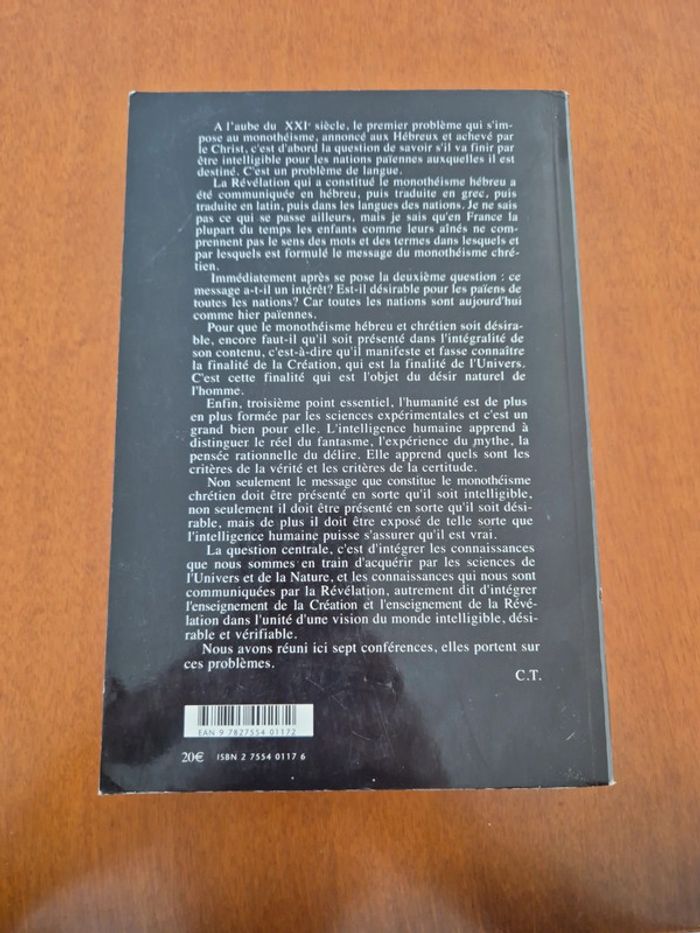 A l'aube du XXIe siècle, le premier problème qui s'im-
pose au monothéisme, annoncé aux Hébreux et achevé par
le Christ, c'est d'abord la question de savoir s'il va finir par
être intelligible pour les nations païennes auxquelles il est
destiné. C'est un problème de langue.
La Révélation qui a constitué le monothéisme hébreu a
été communiquée en hébreu, puis traduite en grec, puis
traduite en latin, puis dans les langues des nations. Je ne sais
pas ce qui se passe ailleurs, mais je sais qu'en France la
plupart du temps les enfants comme leurs aînés ne com-
prennent pas le sens des mots et des termes dans lesquels et
par lesquels est formulé le message du monothéisme chré-
tien.
Immédiatement après se pose la deuxième question : ce
message a-t-il un intérêt? Est-il désirable pour les païens de
toutes les nations? Car toutes les nations sont aujourd'hui
comme hier païennes.
Pour que le monothéisme hébreu et chrétien soit désira-
ble, encore faut-il qu'il soit présenté dans l'intégralité de
son contenu, c'est-à-dire qu'il manifeste et fasse connaître
la finalité de la Création, qui est la finalité de l'Univers.
C'est cette finalité qui est l'objet du désir naturel de
l'homme.
Enfin, troisième point essentiel, l'humanité est de plus
en plus formée par les sciences expérimentales et c'est un
grand bien pour elle. L'intelligence humaine apprend à
distinguer le réel du fantasme, l'expérience du mythe, la
pensée rationnelle du délire. Elle apprend quels sont les
critères de la vérité et les critères de la certitude.
Non seulement le message que constitue le monothéisme
chrétien doit être présenté en sorte qu'il soit intelligible,
non seulement il doit être présenté en sorte qu'il soit dési-
rable, mais de plus il doit être exposé de telle sorte que
l'intelligence humaine puisse s'assurer qu'il est vrai.
La question centrale, c'est d'intégrer les connaissances
que nous sommes en train d'acquérir par les sciences de
l'Univers et de la Nature, et les connaissances qui nous sont
communiquées par la Révélation, autrement dit d'intégrer
l'enseignement de la Création et l'enseignement de la Révé-
lation dans l'unité d'une vision du monde intelligible, dési-
rable et vérifiable.
Nous avons réuni ici sept conférences, elles portent sur
ces problèmes.
C.T.
EAN 9 782755 401172
20€ ISBN 2 7554 0117 6